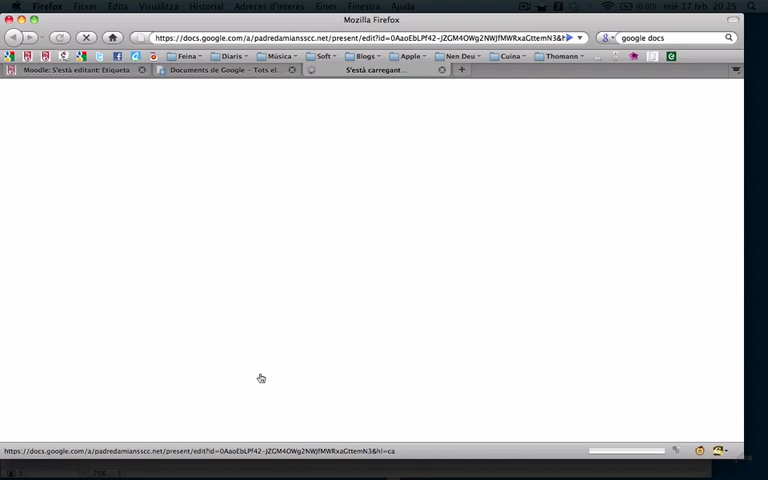 Firefox Fitxer Edita Visualitza Historial Adreces d'interès Eines Finestra Ajuda (0:00) mié 17 feb 20:25
Mozilla Firefox
https://docs.google.com/a/padredamiansscc.net/present/edit?id=0AaoEbLPf42-JZGM4OWg2NWJfMWRxaGttemN3&h google docs
Feina Diaris Música Soft Blogs Apple Nen Deu Cuina Thomann
Moodle: S'està editant: Etiqueta Documents de Google – Tots el... S'està carregant...
https://docs.google.com/a/padredamiansscc.net/present/edit?id=0AaoEbLPf42-JZGM4OWg2NWJfMWRxaGttemN3&hl=ca